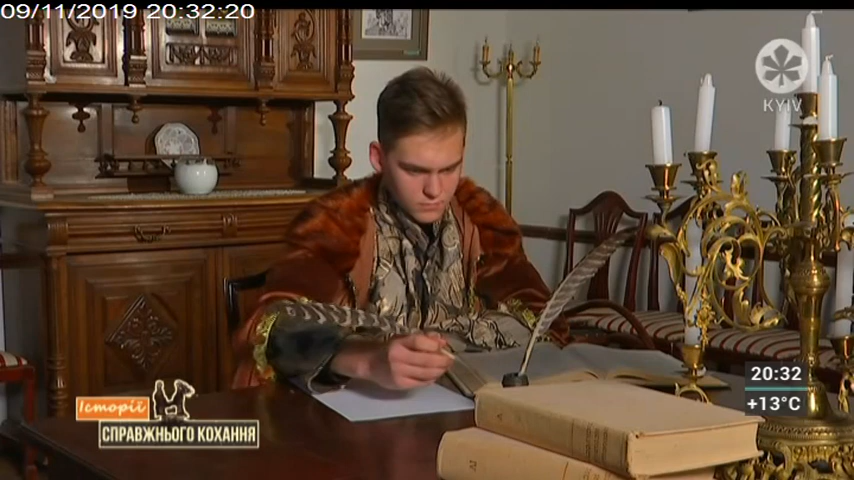 09/11/2019 20:32:20
KYIV
20:32
+13°C
Історії
СПРАВЖНЬОГО КОХАННЯ